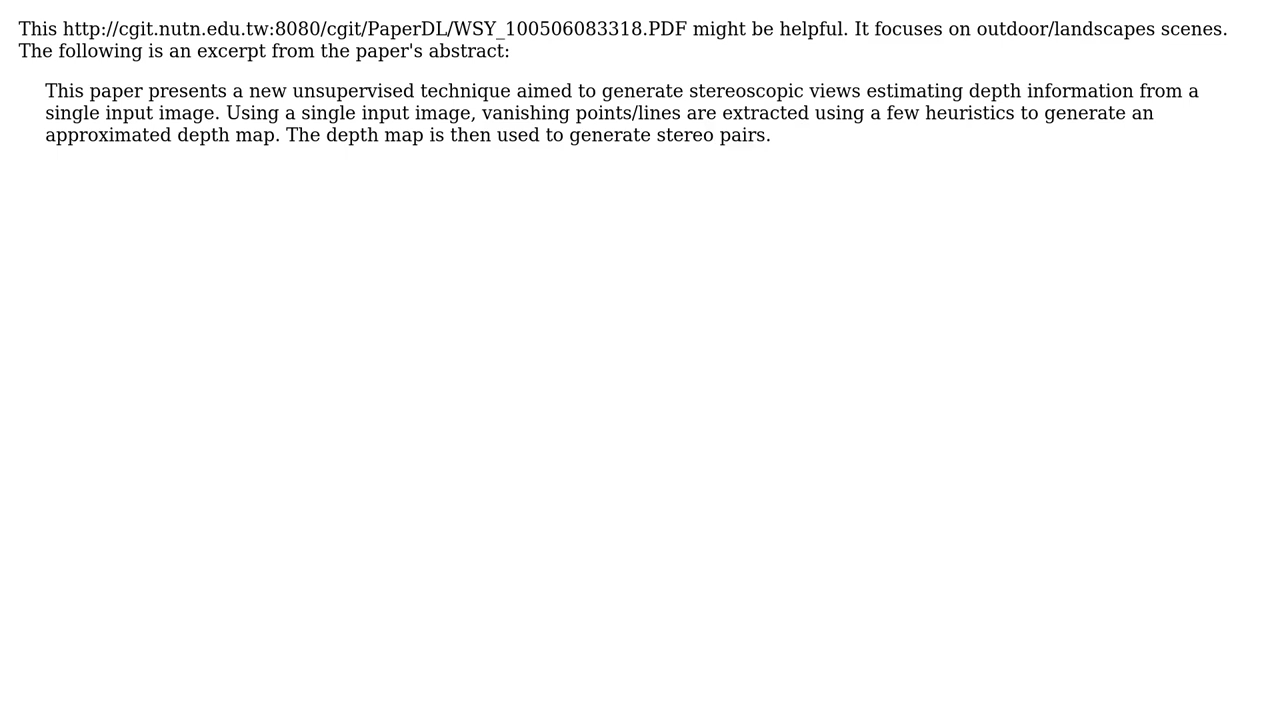 This http://cgit.nutn.edu.tw:8080/cgit/PaperDL/WSY_100506083318.PDF might be helpful. It focuses on outdoor/landscapes scenes.
The following is an excerpt from the paper's abstract:
This paper presents a new unsupervised technique aimed to generate stereoscopic views estimating depth information from a
single input image. Using a single input image, vanishing points/lines are extracted using a few heuristics to generate an
approximated depth map. The depth map is then used to generate stereo pairs.